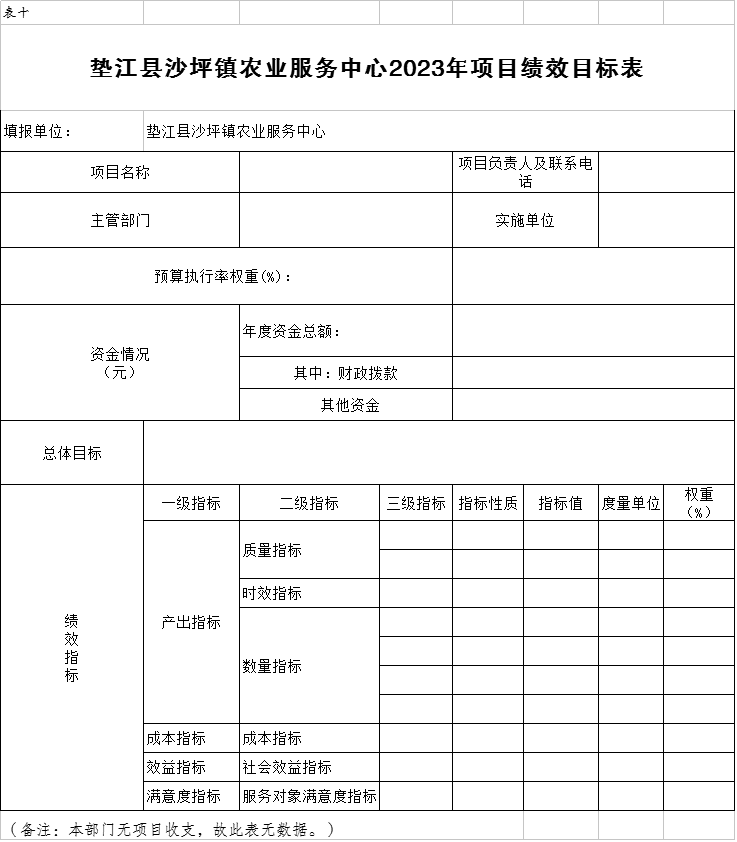 表十
垫江县沙坪镇农业服务中心2023年项目绩效目标表
填报单位： 垫江县沙坪镇农业服务中心
项目名称 项目负责人及联系电
话
主管部门 实施单位
预算执行率权重(%)：
年度资金总额：
资金情况
（元）
其中：财政拨款
其他资金
总体目标
一级指标 二级指标 三级指标 指标性质 指标值 度量单位 权重
（%）
绩
效
指
标
产出指标
质量指标
时效指标
数量指标
成本指标 成本指标
效益指标 社会效益指标
满意度指标 服务对象满意度指标
（备注：本部门无项目收支，故此表无数据。）